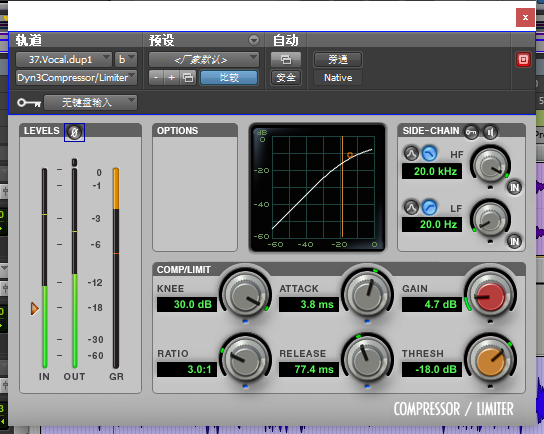 x
轨道 预设 自动
37.Vocal.dup1 b <厂家默认> 旁通
Dyn3Compressor/Limiter - + 比较 安全 Native
无键盘输入
LEVELS Ø OPTIONS dB SIDE-CHAIN
0
-20
-40
-60
-60 -40 -20 0
HF
20.0 kHz
IN
LF
20.0 Hz
IN
0
-1
-3
-6
-12
-18
-30
-60
IN OUT GR
COMP/LIMIT
KNEE ATTACK GAIN
30.0 dB 3.8 ms 4.7 dB
RATIO RELEASE THRESH
3.0:1 77.4 ms -18.0 dB
COMPRESSOR / LIMITER